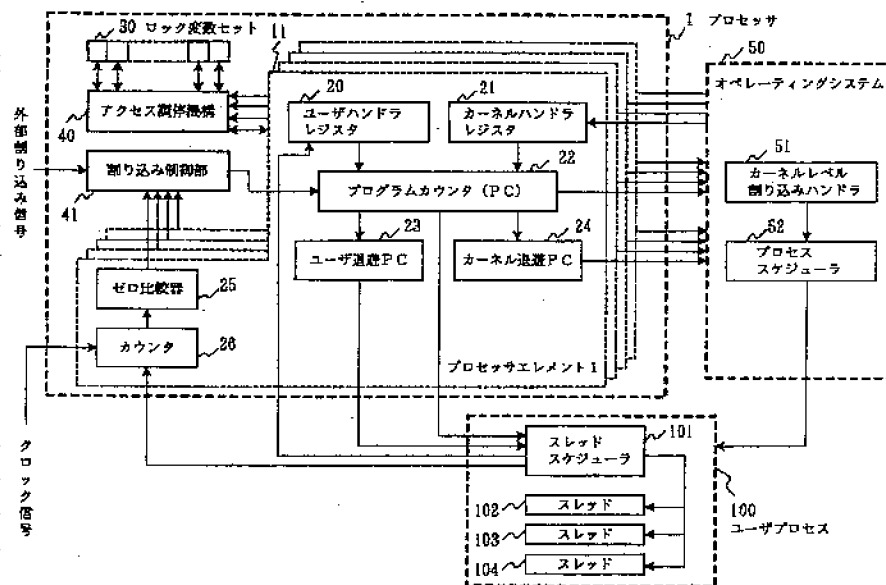 30 ロック変数セット
11
1 プロセッサ
50
オペレーティングシステム
20
ユーザハンドラ
レジスタ
21
カーネルハンドラ
レジスタ
アクセス調停機構
40
外部割り込み信号
割り込み制御部
41
22
プログラムカウンタ（PC）
51
カーネルレベル
割り込みハンドラ
23
ユーザ退避PC
24
カーネル退避PC
52
プロセス
スケジューラ
ゼロ比較器
25
カウンタ
26
プロセッサエレメント1
クロック信号
スレッド
スケジューラ
101
102
スレッド
103
スレッド
104
スレッド
100
ユーザプロセス